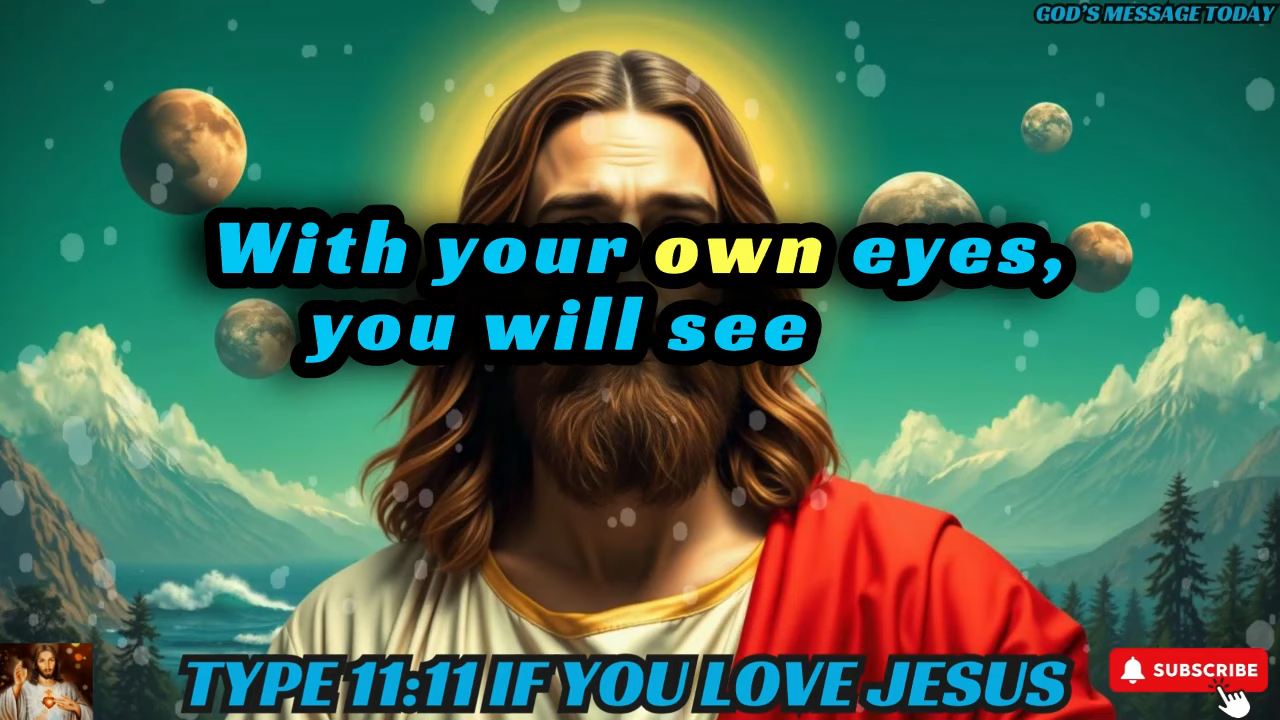 GOD'S MESSAGE TODAY
With your own eyes,
you will see
TYPE 11:11 IF YOU LOVE JESUS
SUBSCRIBE